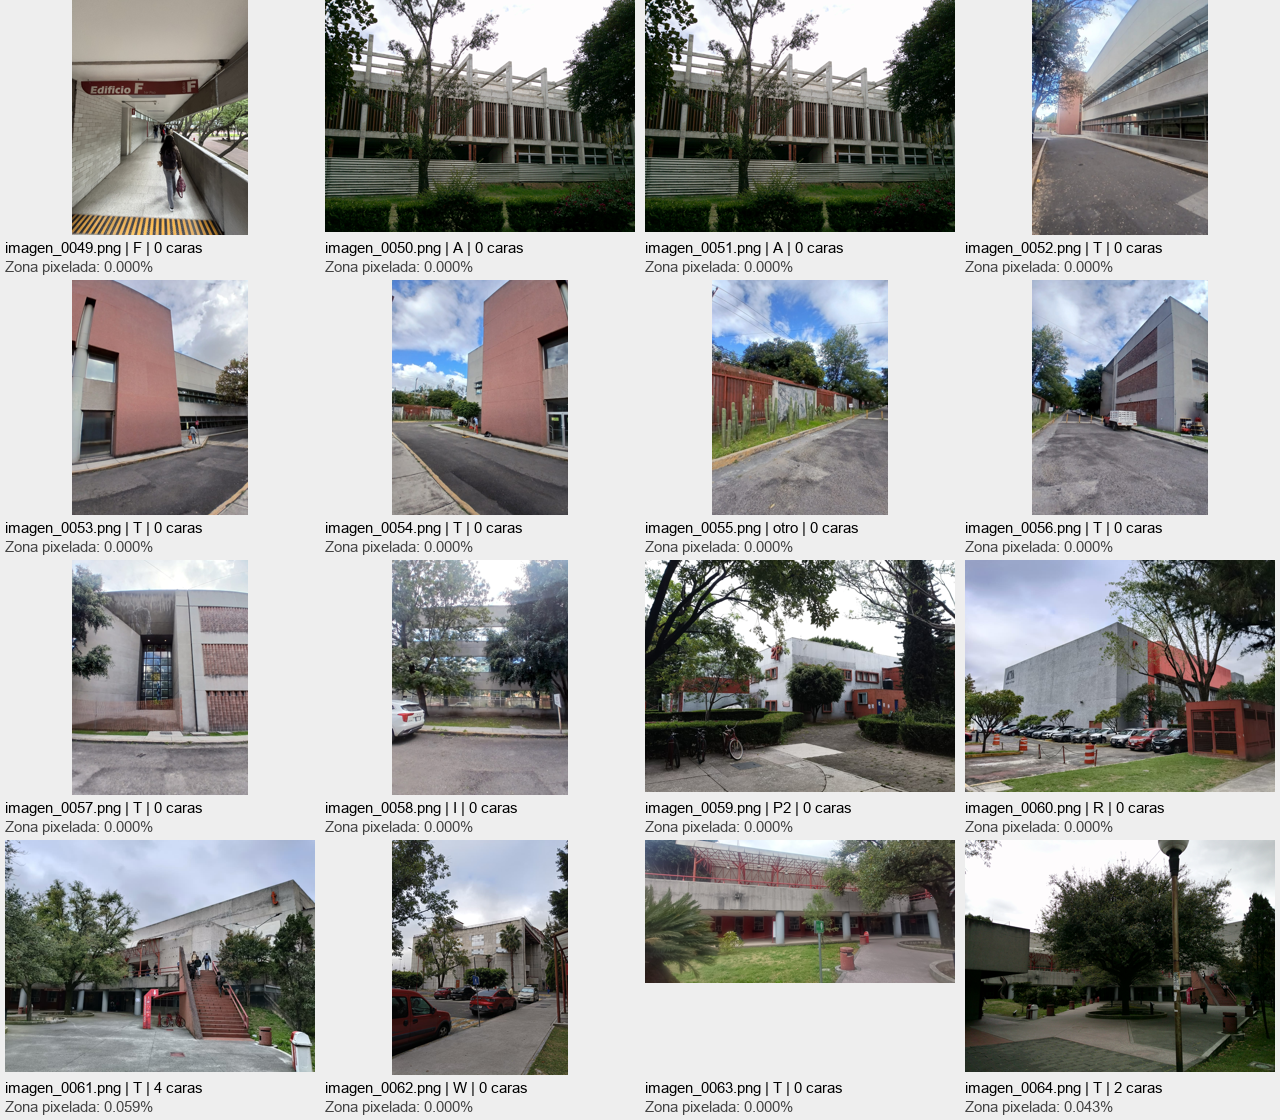 Edificio F F
imagen_0049.png | F | 0 caras
Zona pixelada: 0.000%
imagen_0050.png | A | 0 caras
Zona pixelada: 0.000%
imagen_0051.png | A | 0 caras
Zona pixelada: 0.000%
imagen_0052.png | T | 0 caras
Zona pixelada: 0.000%
imagen_0053.png | T | 0 caras
Zona pixelada: 0.000%
imagen_0054.png | T | 0 caras
Zona pixelada: 0.000%
imagen_0055.png | otro | 0 caras
Zona pixelada: 0.000%
imagen_0056.png | T | 0 caras
Zona pixelada: 0.000%
imagen_0057.png | T | 0 caras
Zona pixelada: 0.000%
imagen_0058.png | I | 0 caras
Zona pixelada: 0.000%
imagen_0059.png | P2 | 0 caras
Zona pixelada: 0.000%
imagen_0060.png | R | 0 caras
Zona pixelada: 0.000%
imagen_0061.png | T | 4 caras
Zona pixelada: 0.059%
imagen_0062.png | W | 0 caras
Zona pixelada: 0.000%
imagen_0063.png | T | 0 caras
Zona pixelada: 0.000%
imagen_0064.png | T | 2 caras
Zona pixelada: 0.043%